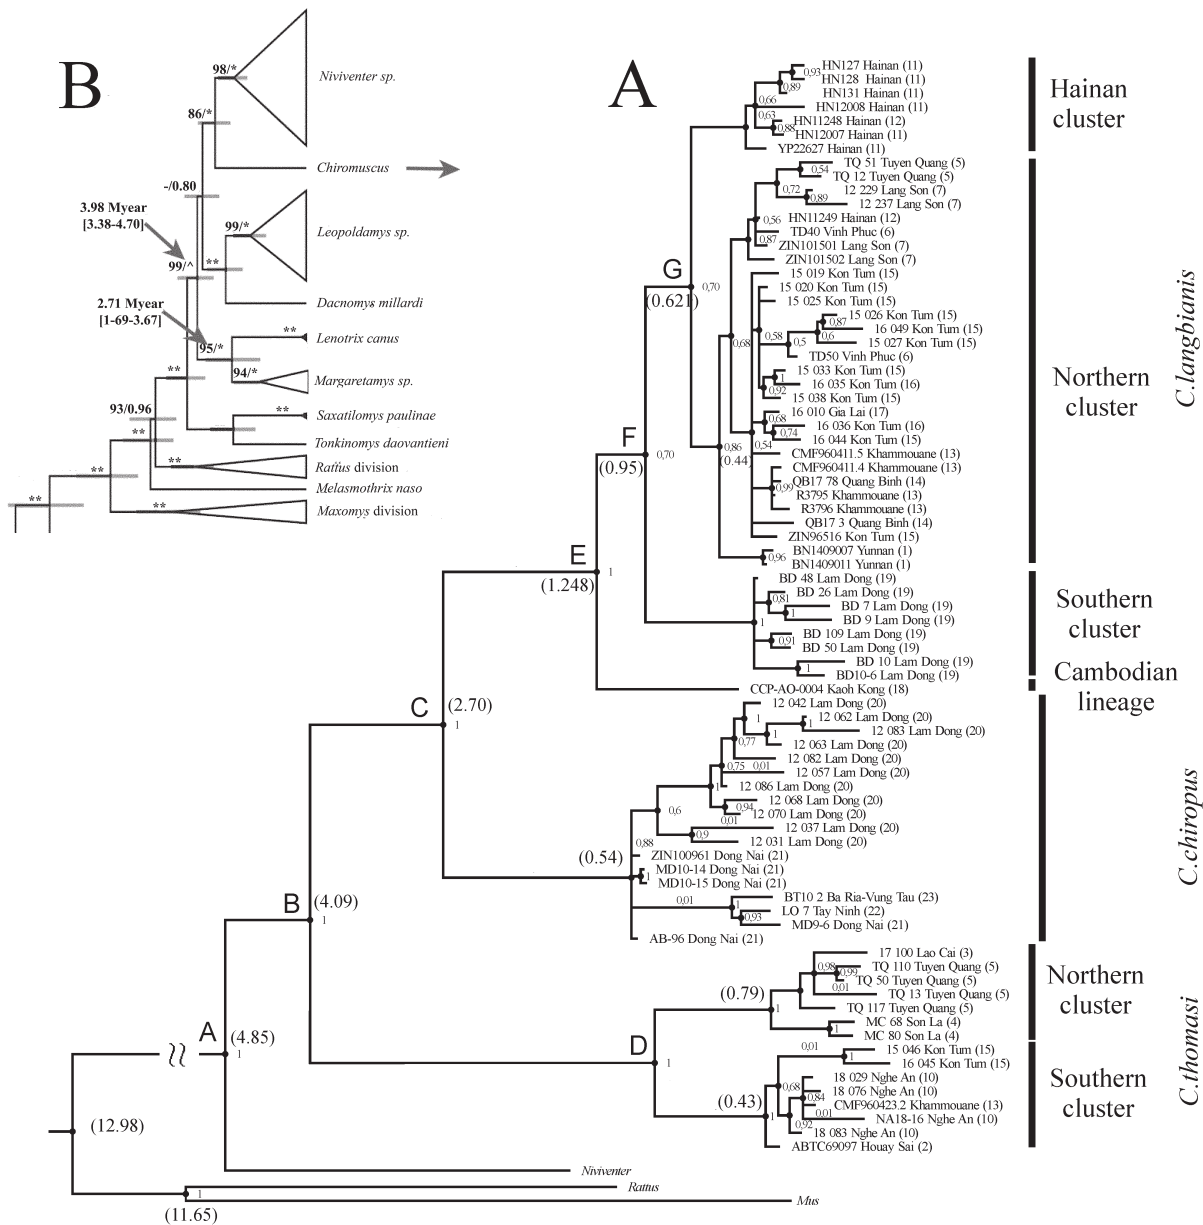 B
98/*
Niviventer sp.
86/*
Chiromuscus
-/0.80
3.98 Myear
[3.38-4.70]
99/*
Leopoldamys sp.
99/^
**
Dacnomys millardi
2.71 Myear
[1-69-3.67]
**
Lenotrix canus
95/*
94/*
Margaretamys sp.
**
93/0.96
**
Saxatilomys paulinae
Tonkinomys daovantieni
**
**
**
Rattus division
Melasmothrix naso
**
**
Maxomys division
A
HN127 Hainan (11)
0,93
HN128 Hainan (11)
0,89
HN131 Hainan (11)
0,66
HN12008 Hainan (11)
0,63
HN11248 Hainan (12)
0,88
HN12007 Hainan (11)
YP22627 Hainan (11)
Hainan
cluster
TQ 51 Tuyen Quang (5)
0,54
TQ 12 Tuyen Quang (5)
0,72
12 229 Lang Son (7)
0,89
12 237 Lang Son (7)
HN11249 Hainan (12)
0,56
TD40 Vinh Phuc (6)
0,87
ZIN101501 Lang Son (7)
ZIN101502 Lang Son (7)
G
0,70
(0.621)
15 019 Kon Tum (15)
15 020 Kon Tum (15)
15 025 Kon Tum (15)
15 026 Kon Tum (15)
0,87
16 049 Kon Tum (15)
0,6
0,58
0,5
15 027 Kon Tum (15)
0,68
TD50 Vinh Phuc (6)
15 033 Kon Tum (15)
1
16 035 Kon Tum (16)
0,92
15 038 Kon Tum (15)
16 010 Gia Lai (17)
0,68
16 036 Kon Tum (16)
0,74
16 044 Kon Tum (15)
0,54
0,86
(0.44)
CMF960411.5 Khammouane (13)
CMF960411.4 Khammouane (13)
QB17 78 Quang Binh (14)
0,99
R3795 Khammouane (13)
R3796 Khammouane (13)
QB17 3 Quang Binh (14)
ZIN96516 Kon Tum (15)
BN1409007 Yunnan (1)
0,96
BN1409011 Yunnan (1)
Northern
cluster
C.langbianis
F
0,70
(0.95)
E
1
(1.248)
BD 48 Lam Dong (19)
BD 26 Lam Dong (19)
0,81
BD 7 Lam Dong (19)
1
BD 9 Lam Dong (19)
1
BD 109 Lam Dong (19)
0,91
BD 50 Lam Dong (19)
BD 10 Lam Dong (19)
1
BD10-6 Lam Dong (19)
Southern
cluster
CCP-AO-0004 Kaoh Kong (18)
Cambodian
lineage
C
(2.70)
1
12 042 Lam Dong (20)
1
12 062 Lam Dong (20)
1
12 083 Lam Dong (20)
1
0,77
12 063 Lam Dong (20)
12 082 Lam Dong (20)
0,75
0,01
12 057 Lam Dong (20)
1
12 086 Lam Dong (20)
12 068 Lam Dong (20)
0,94
0,6
12 070 Lam Dong (20)
0,01
12 037 Lam Dong (20)
0,9
12 031 Lam Dong (20)
0,88
(0.54)
ZIN100961 Dong Nai (21)
MD10-14 Dong Nai (21)
1
MD10-15 Dong Nai (21)
0,01
BT10 2 Ba Ria-Vung Tau (23)
1
LO 7 Tay Ninh (22)
0,93
MD9-6 Dong Nai (21)
AB-96 Dong Nai (21)
C.chiropus
B
(4.09)
1
17 100 Lao Cai (3)
0,98
TQ 110 Tuyen Quang (5)
0,99
TQ 50 Tuyen Quang (5)
0,01
TQ 13 Tuyen Quang (5)
(0.79)
1
TQ 117 Tuyen Quang (5)
MC 68 Son La (4)
1
MC 80 Son La (4)
Northern
cluster
A
(4.85)
1
D
1
0,01
15 046 Kon Tum (15)
1
16 045 Kon Tum (15)
18 029 Nghe An (10)
0,68
18 076 Nghe An (10)
0,84
CMF960423.2 Khammouane (13)
(0.43)
1
0,01
NA18-16 Nghe An (10)
0,92
18 083 Nghe An (10)
ABTC69097 Houay Sai (2)
Southern
cluster
C.thomasi
(12.98)
Niviventer
Rattus
1
Mus
(11.65)